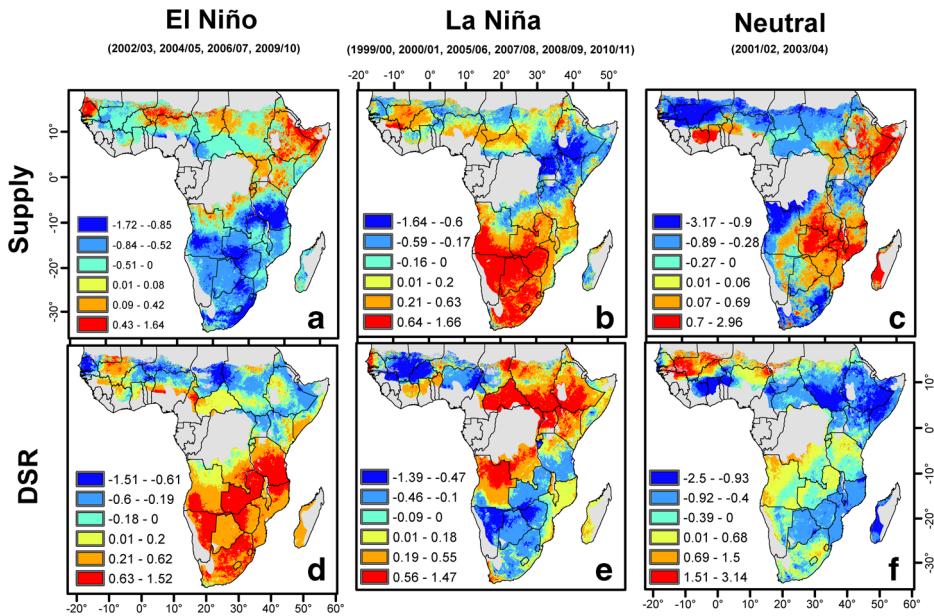 El Niño
La Niña
Neutral
(2002/03, 2004/05, 2006/07, 2009/10)
(1999/00, 2000/01, 2005/06, 2007/08, 2008/09, 2010/11)
(2001/02, 2003/04)
-20° -10° 0° 10° 20° 30° 40° 50°
Supply
10°
0°
-10°
-20°
-30°
-1.72 - -0.85
-0.84 - -0.52
-0.51 - 0
0.01 - 0.08
0.09 - 0.42
0.43 - 1.64
a
-1.64 - -0.6
-0.59 - -0.17
-0.16 - 0
0.01 - 0.2
0.21 - 0.63
0.64 - 1.66
b
-3.17 - -0.9
-0.89 - -0.28
-0.27 - 0
0.01 - 0.06
0.07 - 0.69
0.7 - 2.96
c
DSR
-1.51 - -0.61
-0.6 - -0.19
-0.18 - 0
0.01 - 0.2
0.21 - 0.62
0.63 - 1.52
d
-1.39 - -0.47
-0.46 - -0.1
-0.09 - 0
0.01 - 0.18
0.19 - 0.55
0.56 - 1.47
e
-2.5 - -0.93
-0.92 - -0.4
-0.39 - 0
0.01 - 0.68
0.69 - 1.5
1.51 - 3.14
f
10°
0°
-10°
-20°
-30°
-20° -10° 0° 10° 20° 30° 40° 50°
-20° -10° 0° 10° 20° 30° 40° 50° 60°